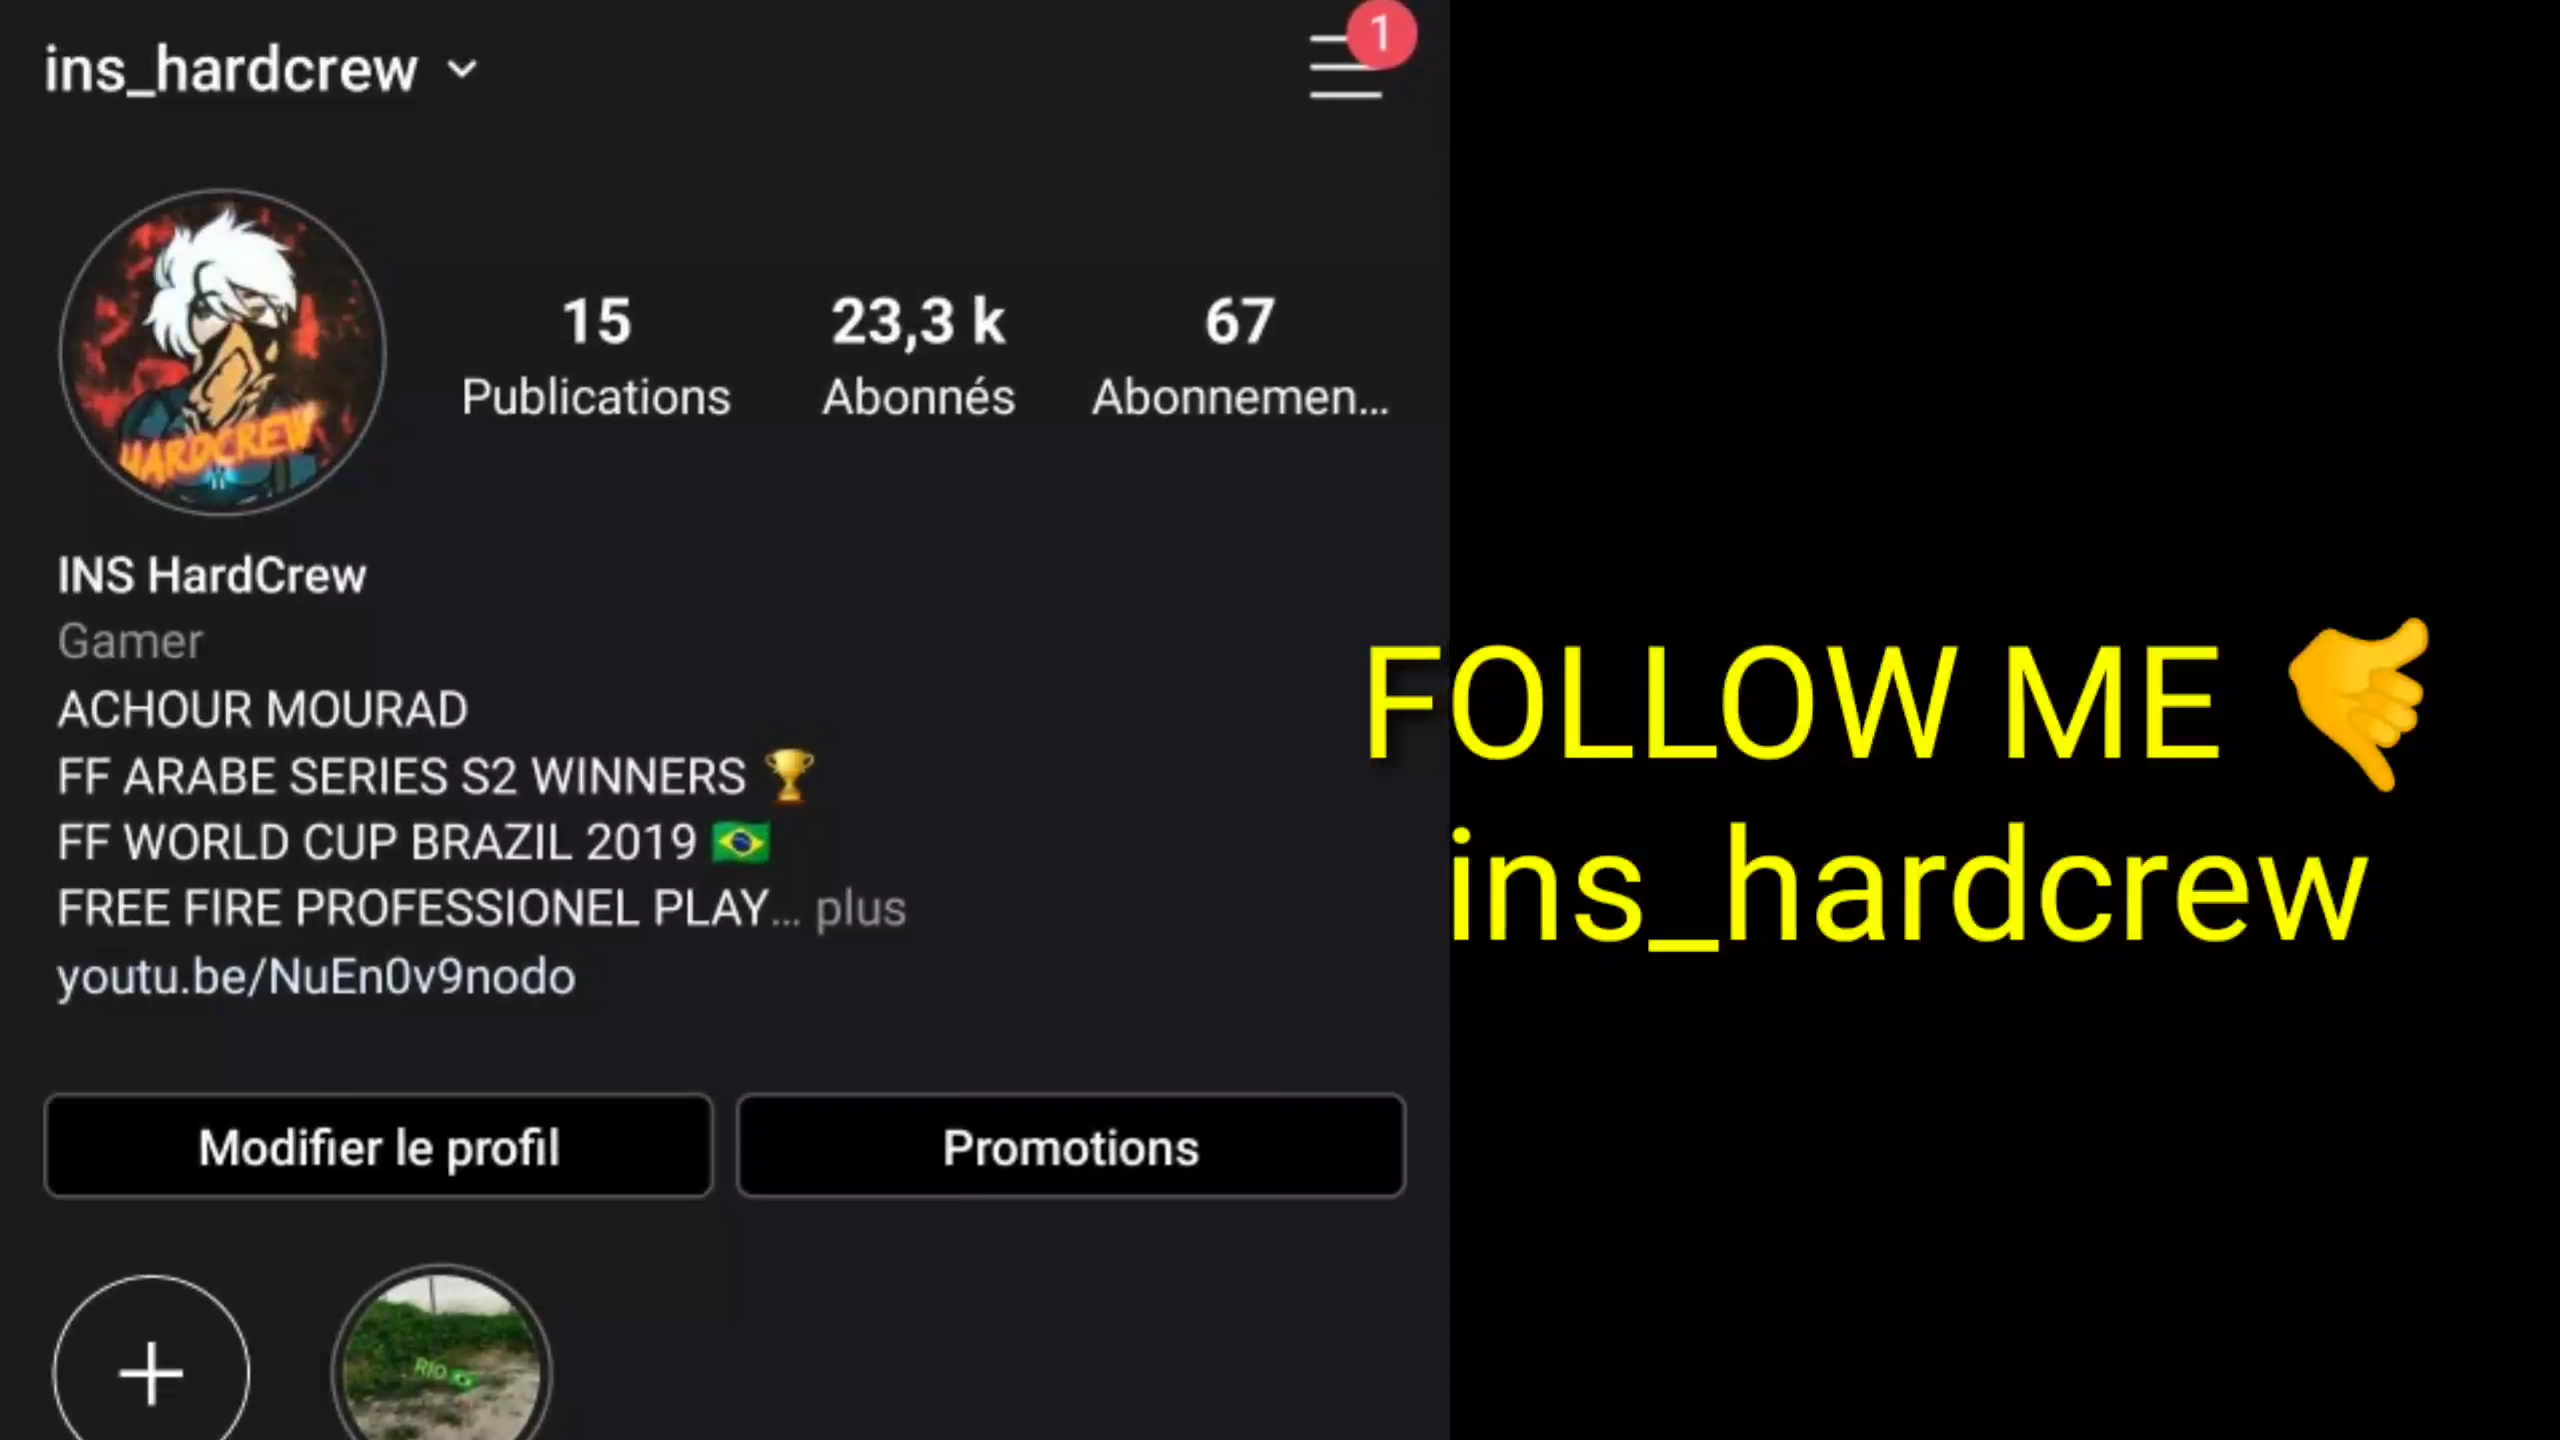 ins_hardcrew
1
HARDCREW
15
Publications
23,3 k
Abonnés
67
Abonnemen...
INS HardCrew
Gamer
ACHOUR MOURAD
FF ARABE SERIES S2 WINNERS 🏆
FF WORLD CUP BRAZIL 2019 🇧🇷
FREE FIRE PROFESSIONEL PLAY... plus
youtu.be/NuEn0v9nodo
Modifier le profil
Promotions
RIO
FOLLOW ME 🤙
ins_hardcrew